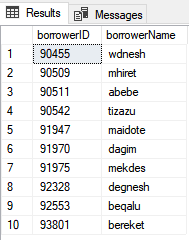 Results Messages
borrowerID borrowerName
1 90455 wdnesh
2 90509 mhiret
3 90511 abebe
4 90542 tizazu
5 91947 maidote
6 91970 dagim
7 91975 mekdes
8 92328 degnesh
9 92553 beqalu
10 93801 bereket